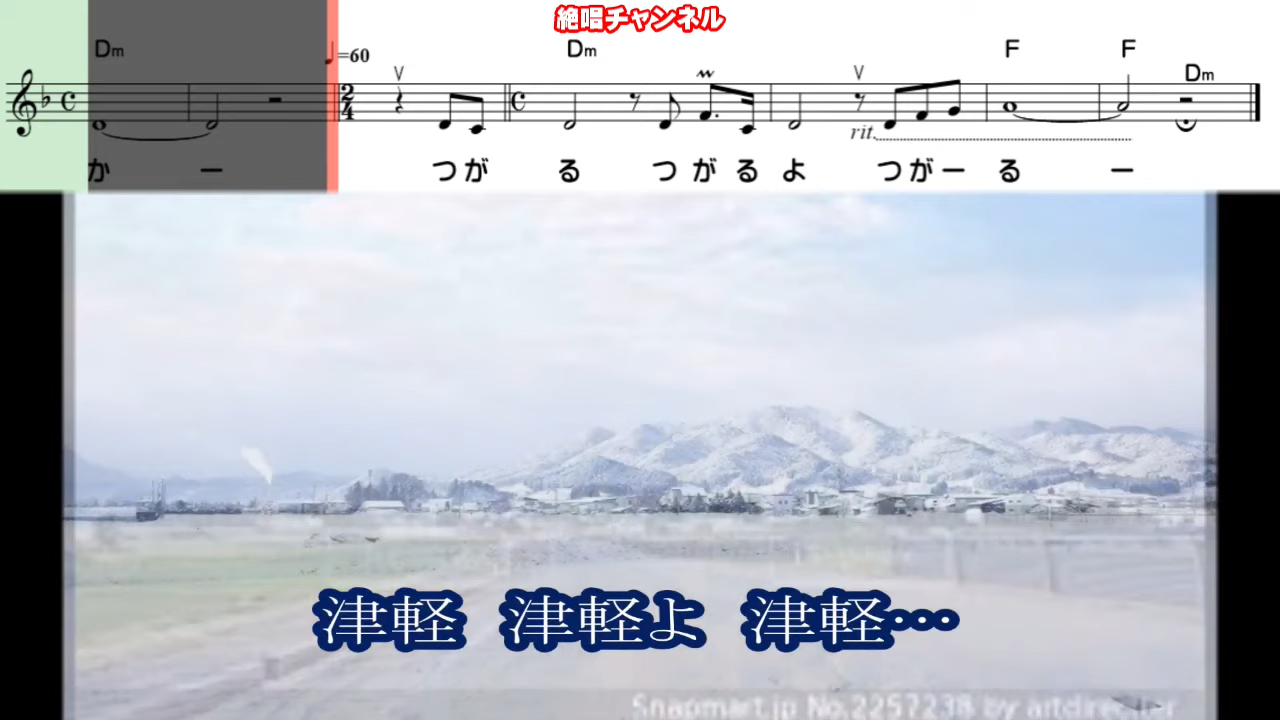 絶唱チャンネル
Dm ♩=60 Dm F F Dm
rit.
か ー つが る つ が る よ つがー る ー
津軽 津軽よ 津軽…
Snapmart.jp No.2257238 by artdirectter